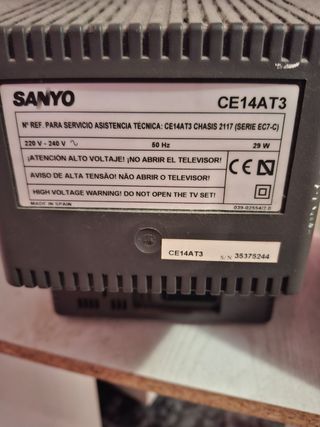 SANYO CE14AT3
Nº REF. PARA SERVICIO ASISTENCIA TÉCNICA: CE14AT3 CHASIS 2117 (SERIE EC7-C)
220 V - 240 V ~ 50 Hz 29 W
¡ATENCIÓN ALTO VOLTAJE! ¡NO ABRIR EL TELEVISOR!
AVISO DE ALTA TENSÃO! NÃO ABRIR O TELEVISOR!
HIGH VOLTAGE WARNING! DO NOT OPEN THE TV SET!
CE N
MADE IN SPAIN
CE14AT3 S/N 35375244